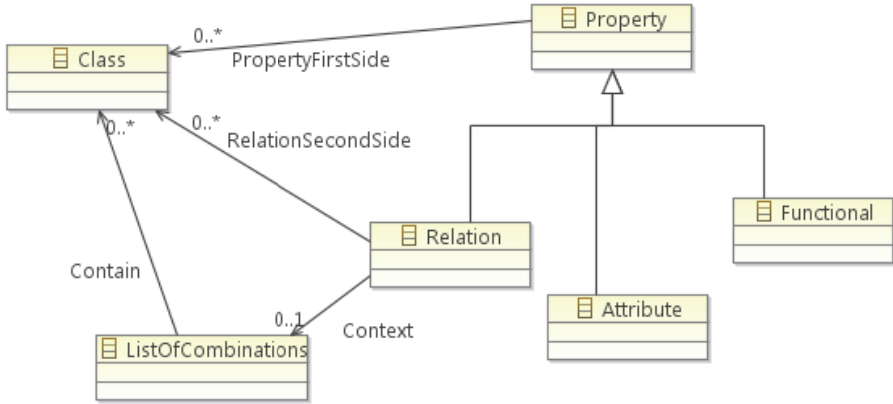 Property
0..*
Class
PropertyFirstSide
0..*
0..*
RelationSecondSide
Functional
Relation
Contain
Attribute
0..1
Context
ListOfCombinations